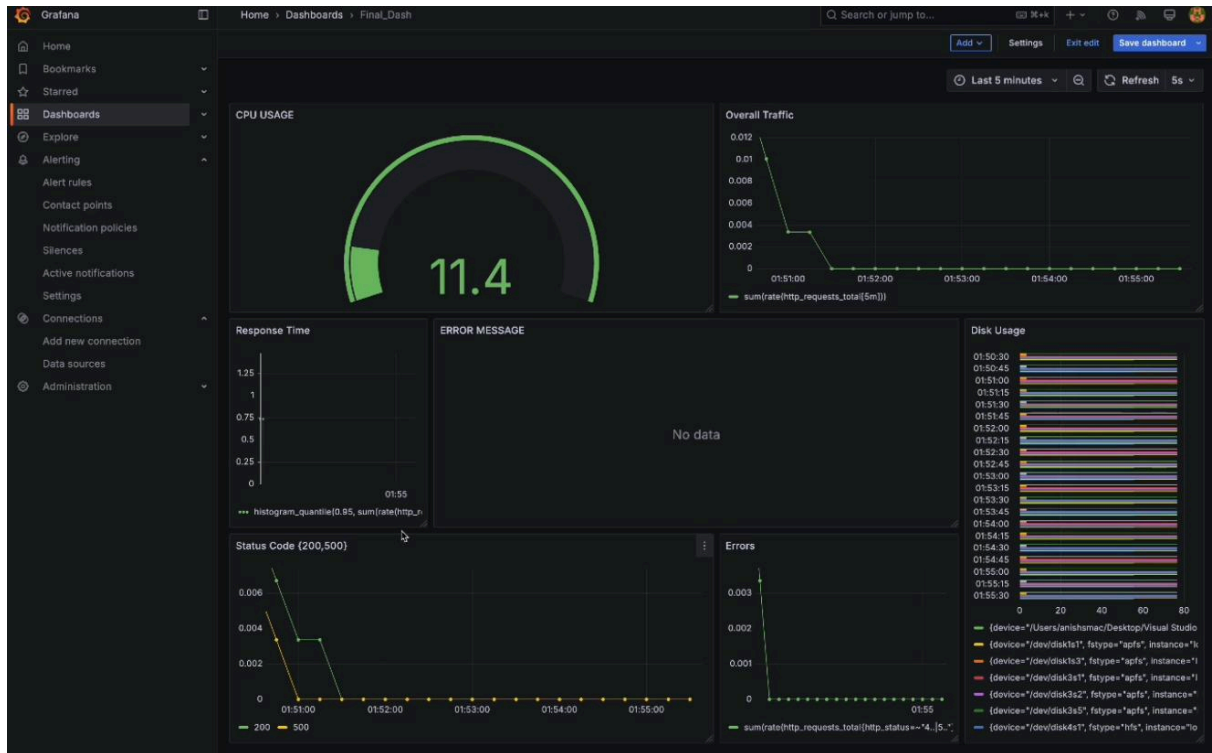 Grafana
Home › Dashboards › Final_Dash
Search or jump to...
⌘+k
Home
Bookmarks
Starred
Dashboards
Explore
Alerting
Alert rules
Contact points
Notification policies
Silences
Active notifications
Settings
Connections
Add new connection
Data sources
Administration
Add
Settings
Exit edit
Save dashboard
Last 5 minutes
Refresh
5s
CPU USAGE
11.4
Overall Traffic
0.012
0.01
0.008
0.006
0.004
0.002
0
01:51:00 01:52:00 01:53:00 01:54:00 01:55:00
sum(rate(http_requests_total[5m]))
Response Time
1.25
1
0.75
0.5
0.25
0
01:55
histogram_quantile(0.95, sum(rate(http_r
ERROR MESSAGE
No data
Disk Usage
01:50:30
01:50:45
01:51:00
01:51:15
01:51:30
01:51:45
01:52:00
01:52:15
01:52:30
01:52:45
01:53:00
01:53:15
01:53:30
01:53:45
01:54:00
01:54:15
01:54:30
01:54:45
01:55:00
01:55:15
01:55:30
0 20 40 60 80
{device="/Users/anishsmac/Desktop/Visual Studio
{device="/dev/disk1s1", fstype="apfs", instance="l
{device="/dev/disk1s3", fstype="apfs", instance="l
{device="/dev/disk3s1", fstype="apfs", instance="l
{device="/dev/disk3s2", fstype="apfs", instance="
{device="/dev/disk3s5", fstype="apfs", instance="
{device="/dev/disk4s1", fstype="hfs", instance="lo
Status Code {200,500}
0.006
0.004
0.002
0
01:51:00 01:52:00 01:53:00 01:54:00 01:55:00
200 500
Errors
0.003
0.002
0.001
0
01:55
sum(rate(http_requests_total{http_status=~"4..|5.."